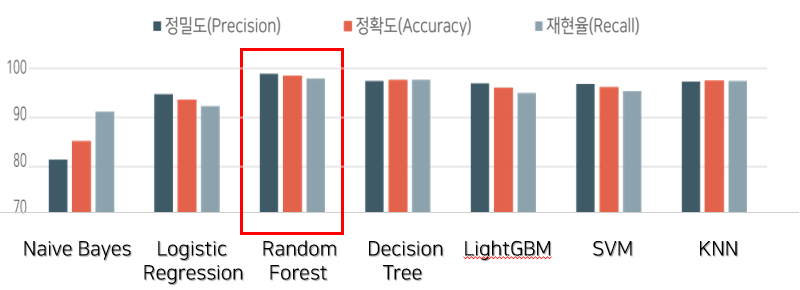 정밀도(Precision) 정확도(Accuracy) 재현율(Recall)
100
90
80
70
Naive Bayes
Logistic Regression
Random Forest
Decision Tree
LightGBM
SVM
KNN